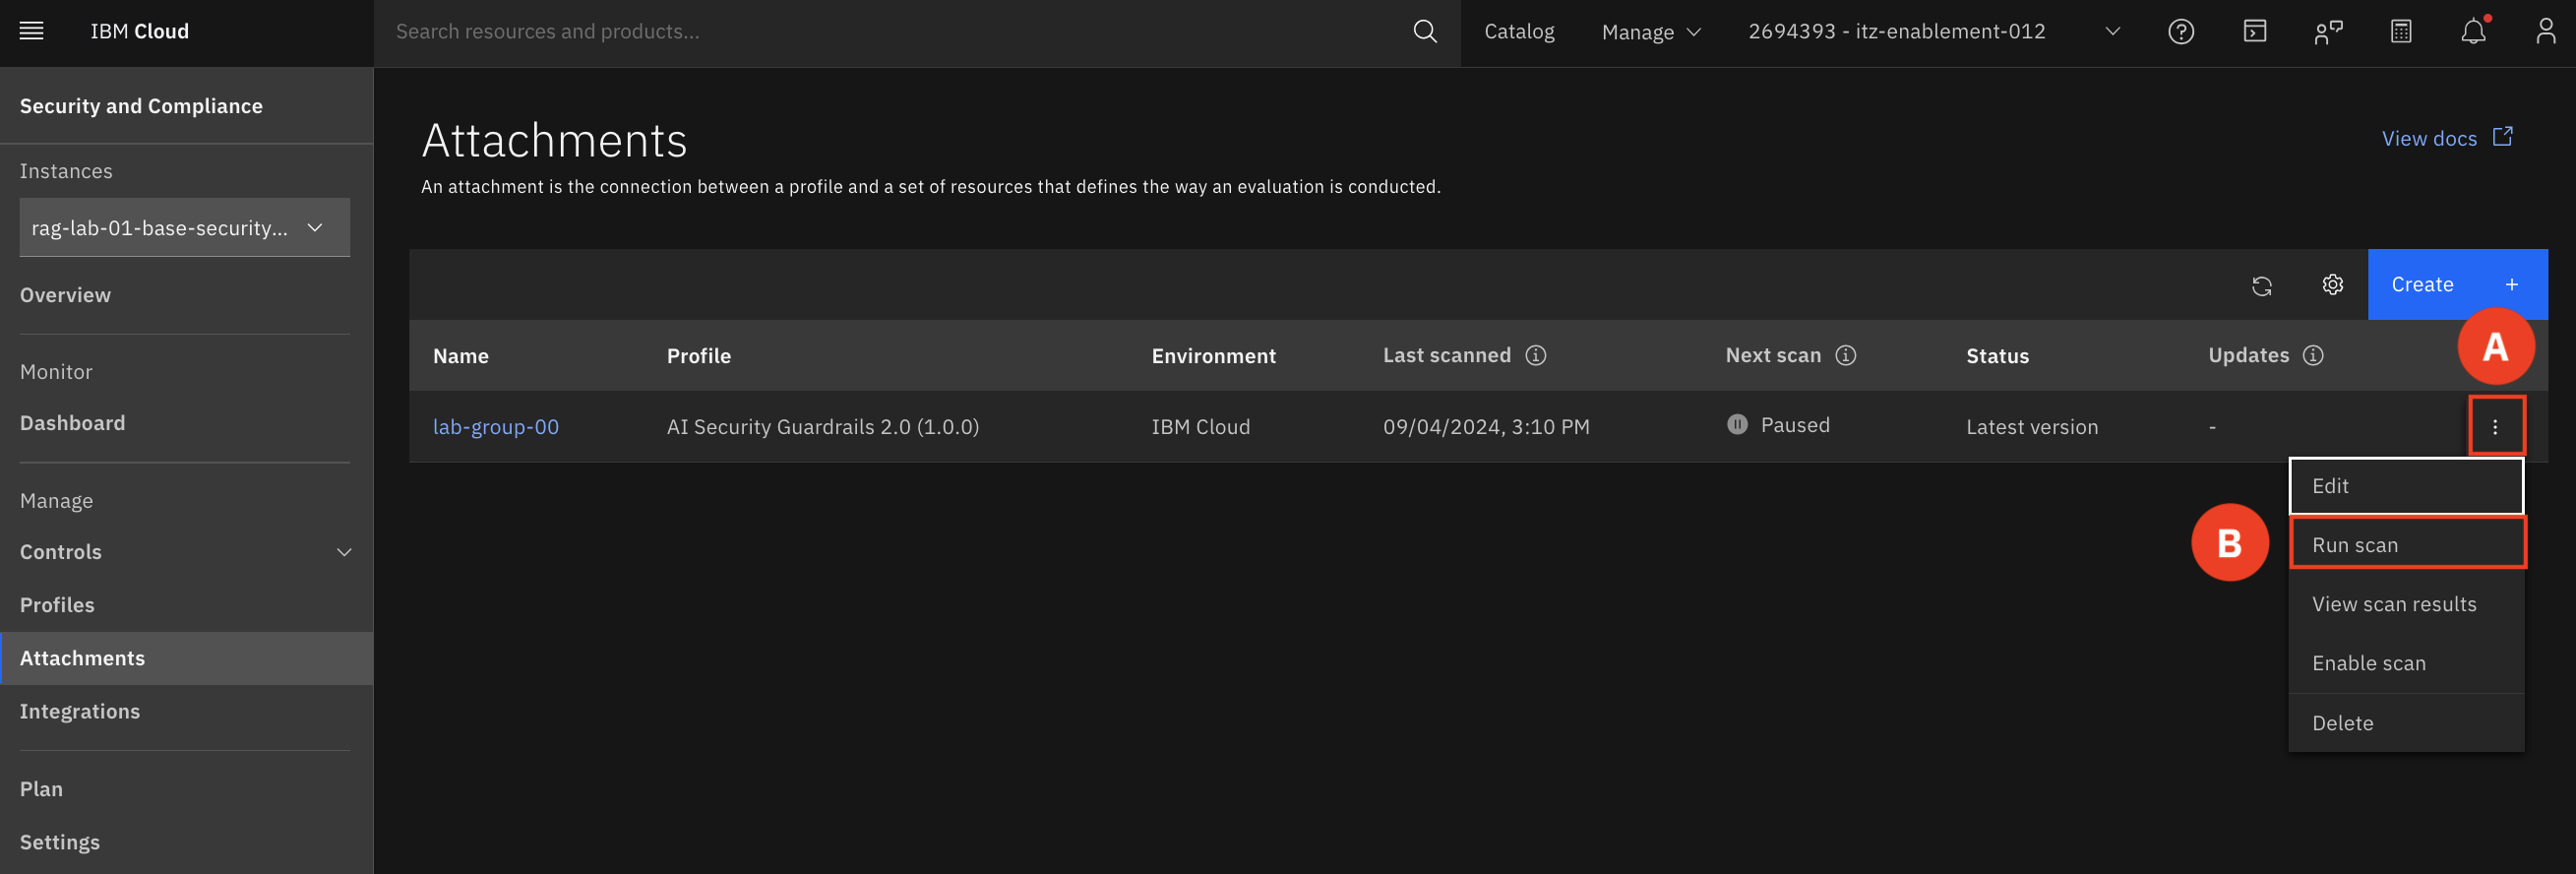 IBM Cloud
Search resources and products...
Catalog
Manage
2694393 - itz-enablement-012
Security and Compliance
Instances
rag-lab-01-base-security...
Overview
Monitor
Dashboard
Manage
Controls
Profiles
Attachments
Integrations
Plan
Settings
Attachments
View docs
An attachment is the connection between a profile and a set of resources that defines the way an evaluation is conducted.
Create +
Name Profile Environment Last scanned Next scan Status Updates
A
lab-group-00 AI Security Guardrails 2.0 (1.0.0) IBM Cloud 09/04/2024, 3:10 PM Paused Latest version -
Edit
B
Run scan
View scan results
Enable scan
Delete